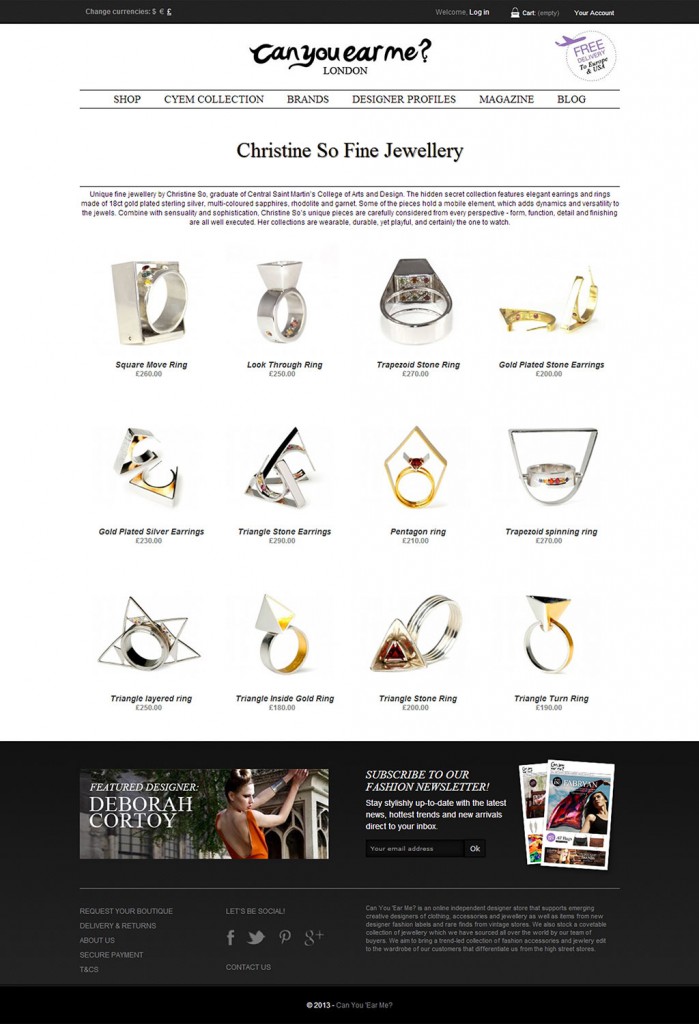 Change currencies: $ € £
Welcome, Log in
Cart: (empty)
Your Account
Can you ear me?
LONDON
FREE
DELIVERY
To Europe
& USA
SHOP CYEM COLLECTION BRANDS DESIGNER PROFILES MAGAZINE BLOG
Christine So Fine Jewellery
Unique fine jewellery by Christine So, graduate of Central Saint Martin's College of Arts and Design. The hidden secret collection features elegant earrings and rings
made of 18ct gold plated sterling silver, multi-coloured sapphires, rhodolite and garnet. Some of the pieces hold a mobile element, which adds dynamics and versatility to
the jewels. Combine with sensuality and sophistication, Christine So's unique pieces are carefully considered from every perspective - form, function, detail and finishing
are all well executed. Her collections are wearable, durable, yet playful, and certainly the one to watch.
Square Move Ring
£260.00
Look Through Ring
£250.00
Trapezoid Stone Ring
£270.00
Gold Plated Stone Earrings
£200.00
Gold Plated Silver Earrings
£230.00
Triangle Stone Earrings
£290.00
Pentagon ring
£210.00
Trapezoid spinning ring
£270.00
Triangle layered ring
£250.00
Triangle Inside Gold Ring
£180.00
Triangle Stone Ring
£200.00
Triangle Turn Ring
£190.00
FEATURED DESIGNER:
DEBORAH
CORTOY
SUBSCRIBE TO OUR
FASHION NEWSLETTER!
Stay stylishly up-to-date with the latest
news, hottest trends and new arrivals
direct to your inbox.
Your email address Ok
FABRYAN
REQUEST YOUR BOUTIQUE
DELIVERY & RETURNS
ABOUT US
SECURE PAYMENT
T&CS
LET'S BE SOCIAL!
CONTACT US
Can You 'Ear Me? is an online independent designer store that supports emerging
creative designers of clothing, accessories and jewellery as well as items from new
designer fashion labels and rare finds from vintage stores. We also stock a covetable
collection of jewellery which we have sourced all over the world by our team of
buyers. We aim to bring a trend-led collection of fashion accessories and jewlery edit
to the wardrobe of our customers that differentiate us from the high street stores.
© 2013 - Can You 'Ear Me?